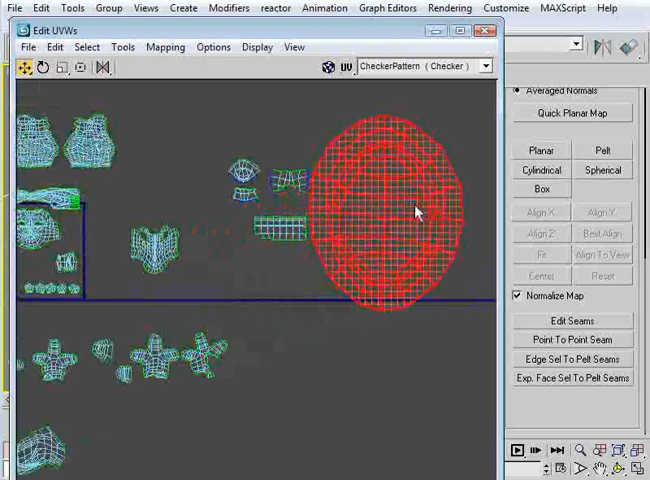 Edit Tools Group Views Create Modifiers reactor Animation Graph Editors Rendering Customize MAXScript Help
Edit UVWs
File Edit Select Tools Mapping Options Display View
UV CheckerPattern ( Checker )
Averaged Normals
Quick Planar Map
Planar Pelt
Cylindrical Spherical
Box
Align X Align Y
Align Z Best Align
Fit Align To View
Center Reset
Normalize Map
Edit Seams
Point To Point Seam
Edge Sel To Pelt Seams
Exp. Face Sel To Pelt Seams